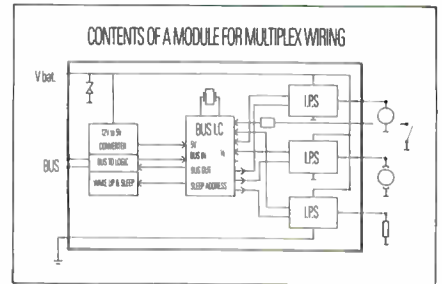 CONTENTS OF A MODULE FOR MULTIPLEX WIRING
V bat.
I.P.S
12v to 5v
CONVERTER
BUS I.C
5V
BUS
BUS TO LOGIC
BUS IN
I.P.S
WAKE UP & SLEEP
BUS OUT
SLEEP ADDRESS
I.P.S